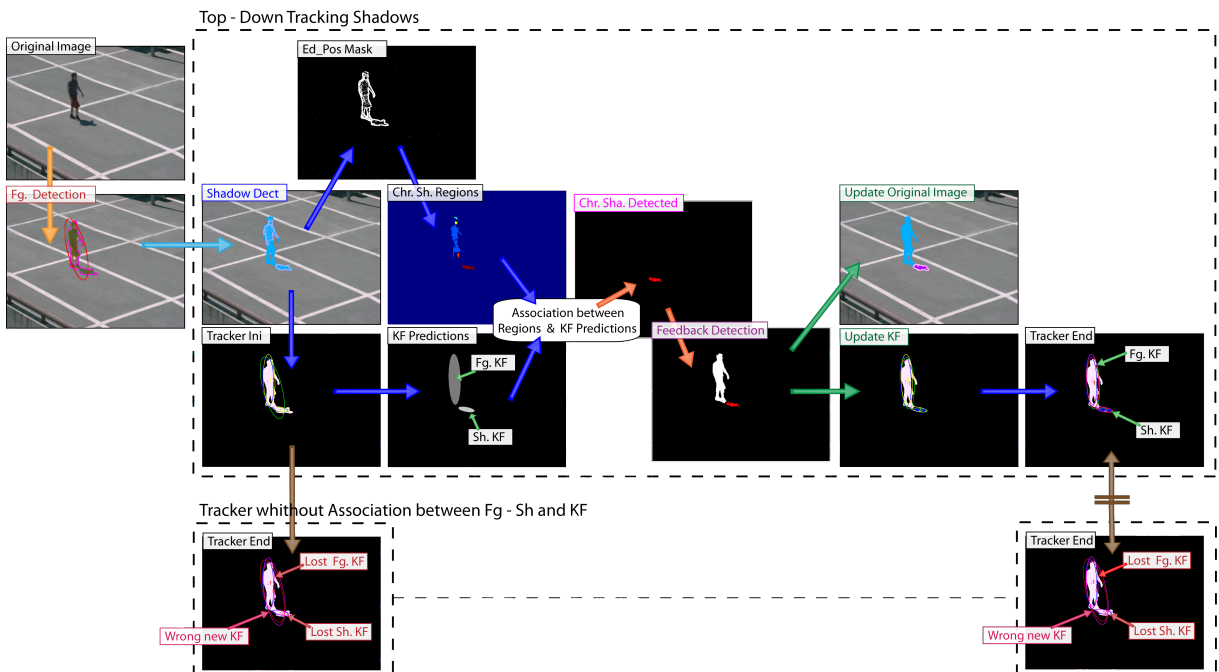 Top - Down Tracking Shadows
Original Image
Ed_Pos Mask
Fg. Detection
Shadow Dect
Chr. Sh. Regions
Chr. Sha. Detected
Update Original Image
Association between
Regions & KF Predictions
Tracker Ini
KF Predictions
Feedback Detection
Update KF
Tracker End
Fg. KF
Sh. KF
Fg. KF
Sh. KF
Tracker whithout Association between Fg - Sh and KF
Tracker End
Lost Fg. KF
Wrong new KF
Lost Sh. KF
Tracker End
Lost Fg. KF
Wrong new KF
Lost Sh. KF